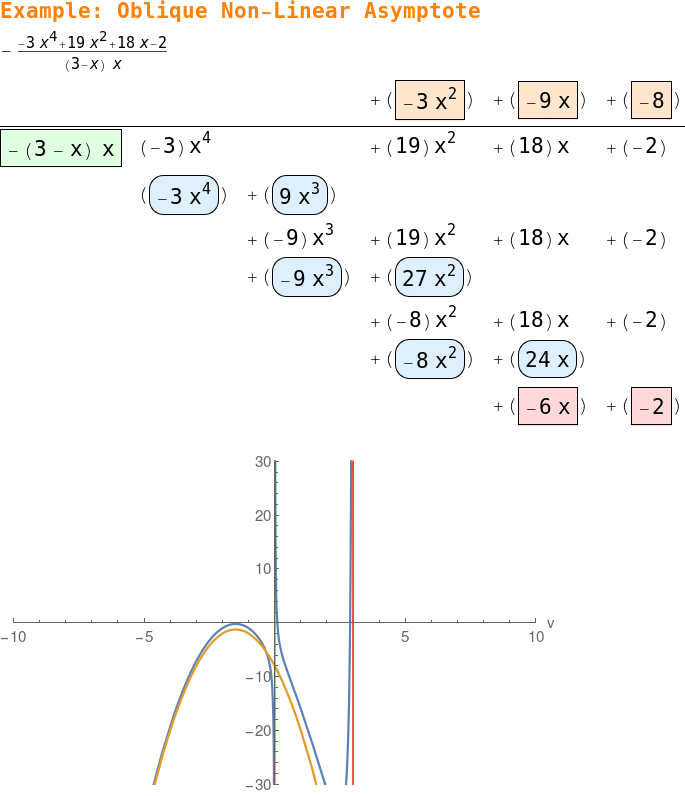 Example: Oblique Non-Linear Asymptote
− (−3 x⁴+19 x²+18 x−2)/((3−x) x)
+ (−3 x²) + (−9 x) + (−8)
−(3 − x) x (−3) x⁴ + (19) x² + (18) x + (−2)
(−3 x⁴) + (9 x³)
+ (−9) x³ + (19) x² + (18) x + (−2)
+ (−9 x³) + (27 x²)
+ (−8) x² + (18) x + (−2)
+ (−8 x²) + (24 x)
+ (−6 x) + (−2)
30
20
10
v
−10 −5 5 10
−10
−20
−30